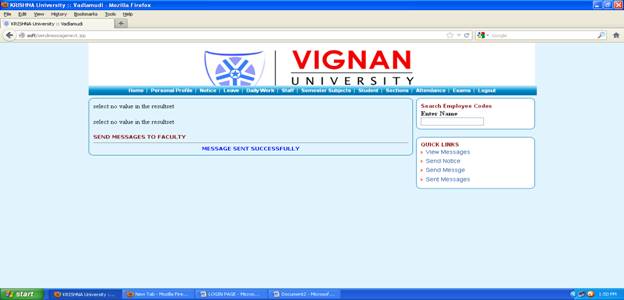 KRISHNA University :: Vadlamudi - Mozilla Firefox
File Edit View History Bookmarks Tools Help
KRISHNA University :: Vadlamudi
Google
VIGNAN
UNIVERSITY
Home | Personal Profile | Notice | Leave | Daily Work | Staff | Semester Subjects | Student | Sections | Attendance | Exams | Logout
select no value in the resultset
select no value in the resultset
SEND MESSAGES TO FACULTY
MESSAGE SENT SUCCESSFULLY
Search Employee Codes
Enter Name
QUICK LINKS
View Messages
Send Notice
Send Messge
Sent Messages
start
KRISHNA University ::...
New Tab - Mozilla Fire...
LOGIN PAGE - Micros...
Document2 - Microsof...
1:50 PM